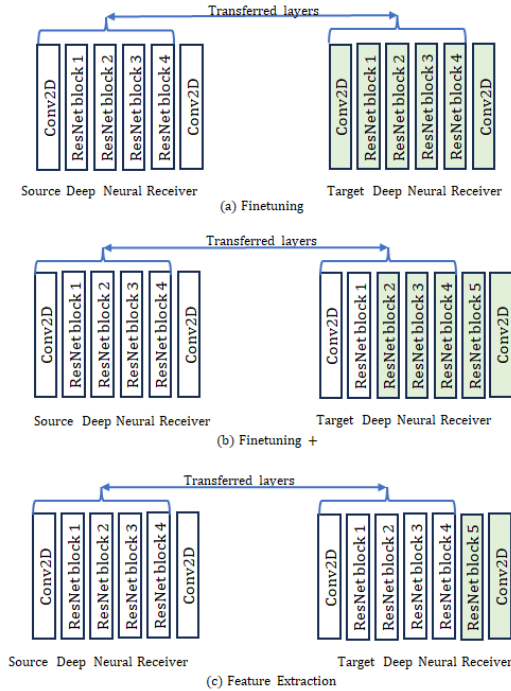 Transferred layers
Conv2D
ResNet block 1
ResNet block 2
ResNet block 3
ResNet block 4
Conv2D
Conv2D
ResNet block 1
ResNet block 2
ResNet block 3
ResNet block 4
Conv2D
Source Deep Neural Receiver
Target Deep Neural Receiver
(a) Finetuning
Transferred layers
Conv2D
ResNet block 1
ResNet block 2
ResNet block 3
ResNet block 4
Conv2D
Conv2D
ResNet block 1
ResNet block 2
ResNet block 3
ResNet block 4
ResNet block 5
Conv2D
Source Deep Neural Receiver
Target Deep Neural Receiver
(b) Finetuning +
Transferred layers
Conv2D
ResNet block 1
ResNet block 2
ResNet block 3
ResNet block 4
Conv2D
Conv2D
ResNet block 1
ResNet block 2
ResNet block 3
ResNet block 4
ResNet block 5
Conv2D
Source Deep Neural Receiver
Target Deep Neural Receiver
(c) Feature Extraction